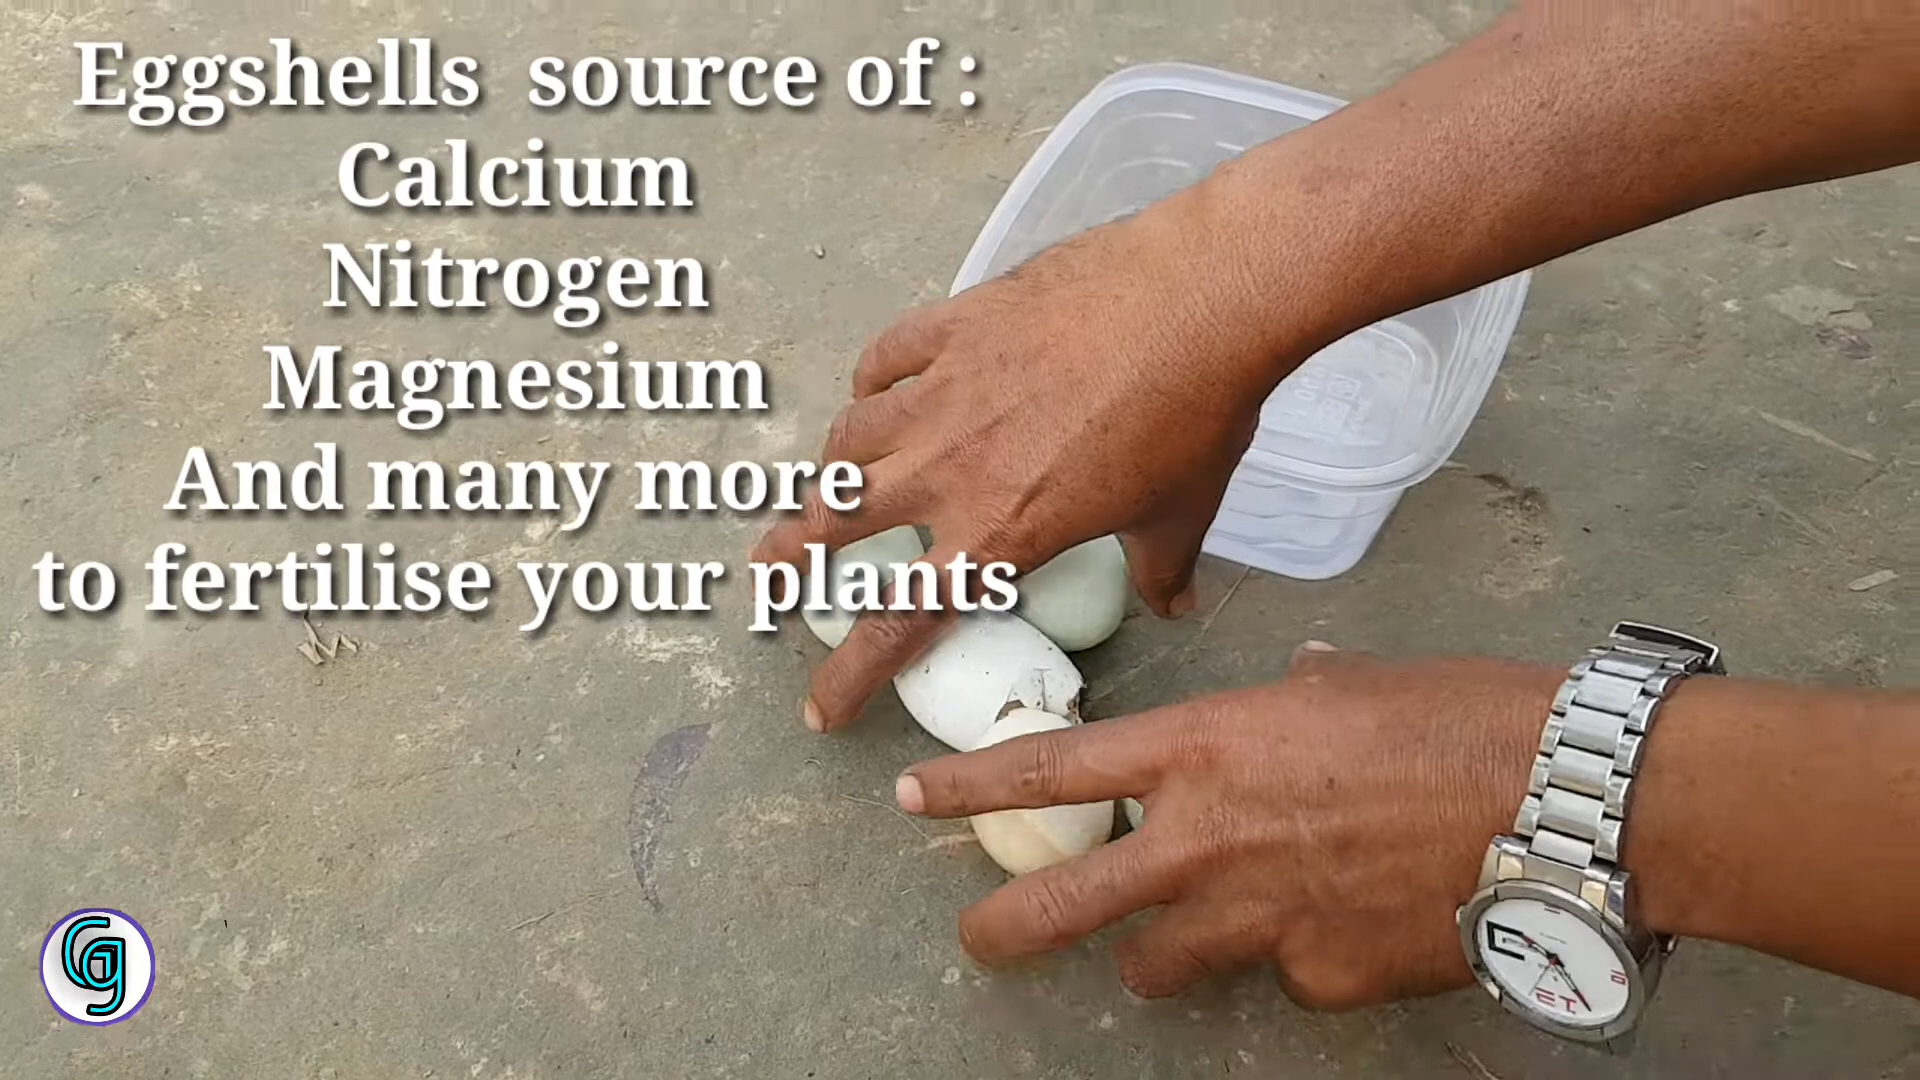 Eggshells source of :
Calcium
Nitrogen
Magnesium
And many more
to fertilise your plants